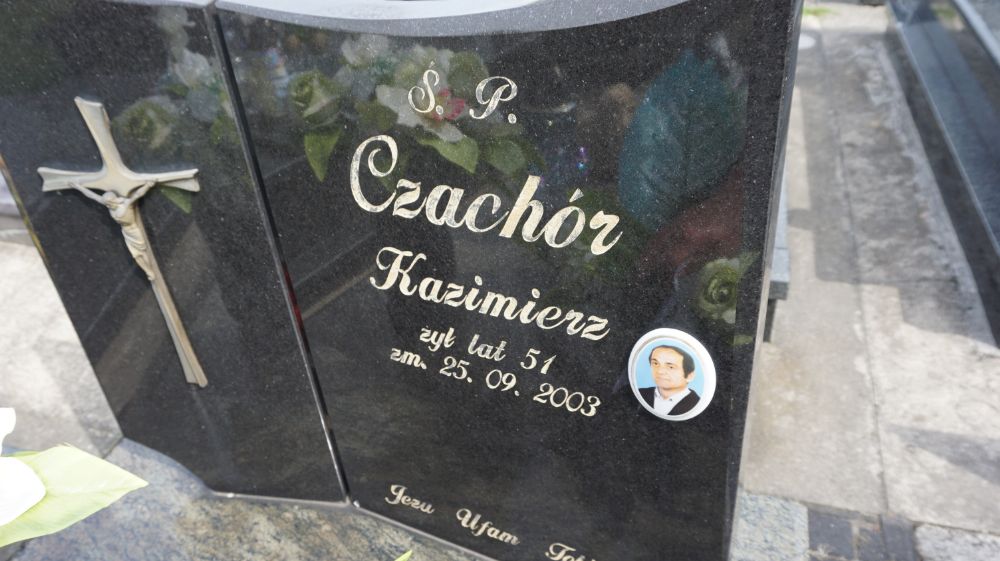 Ś. P.
Czachór
Kazimierz
żył lat 51
zm. 25. 09. 2003
Jezu Ufam